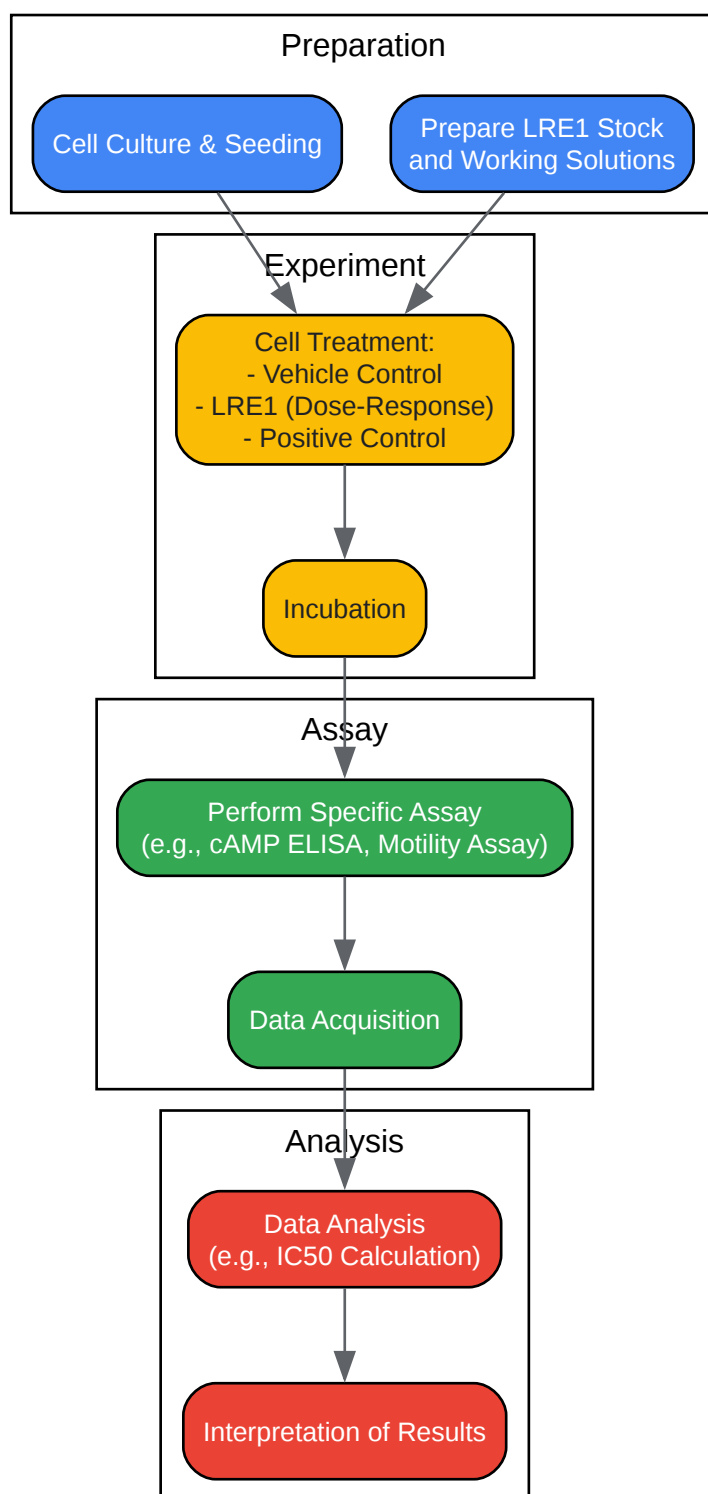 Preparation
Cell Culture & Seeding
Prepare LRE1 Stock
and Working Solutions
Experiment
Cell Treatment:
- Vehicle Control
- LRE1 (Dose-Response)
- Positive Control
Incubation
Assay
Perform Specific Assay
(e.g., cAMP ELISA, Motility Assay)
Data Acquisition
Analysis
Data Analysis
(e.g., IC50 Calculation)
Interpretation of Results